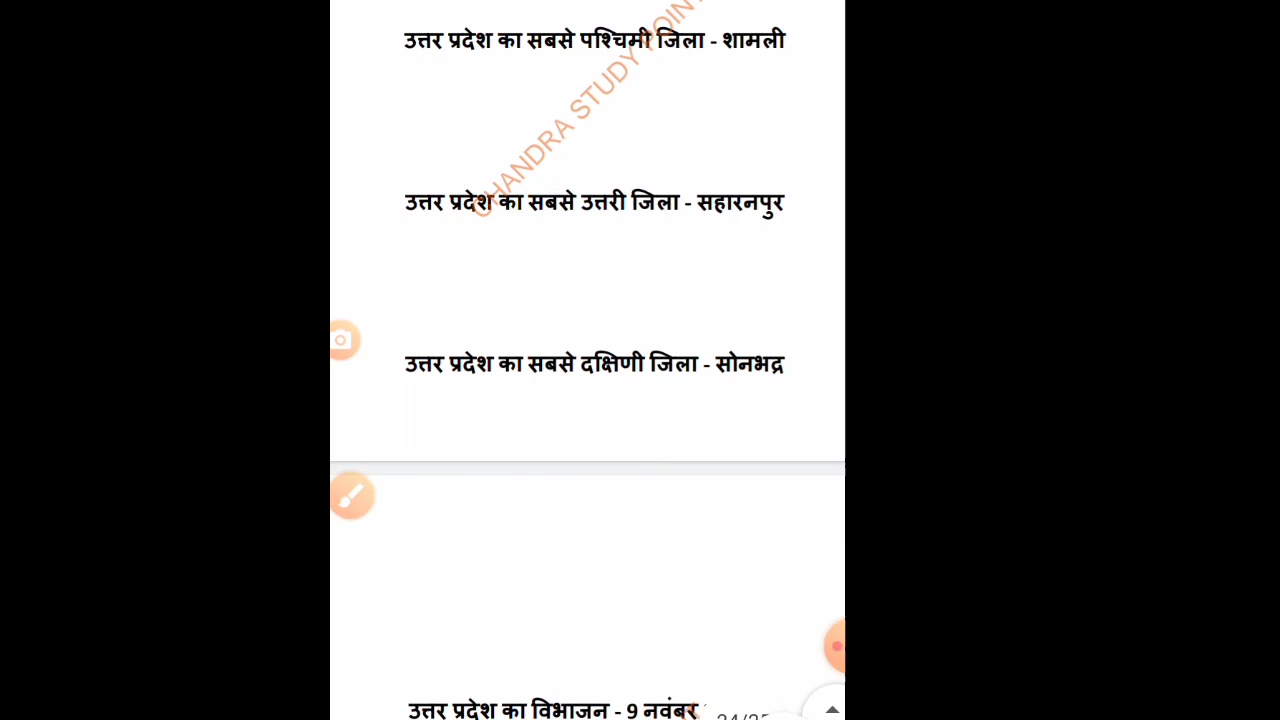 उत्तर प्रदेश का सबसे पश्चिमी जिला - शामली
CHANDRA STUDY POINT
उत्तर प्रदेश का सबसे उत्तरी जिला - सहारनपुर
उत्तर प्रदेश का सबसे दक्षिणी जिला - सोनभद्र
उत्तर प्रदेश का विभाजन - 9 नवंबर